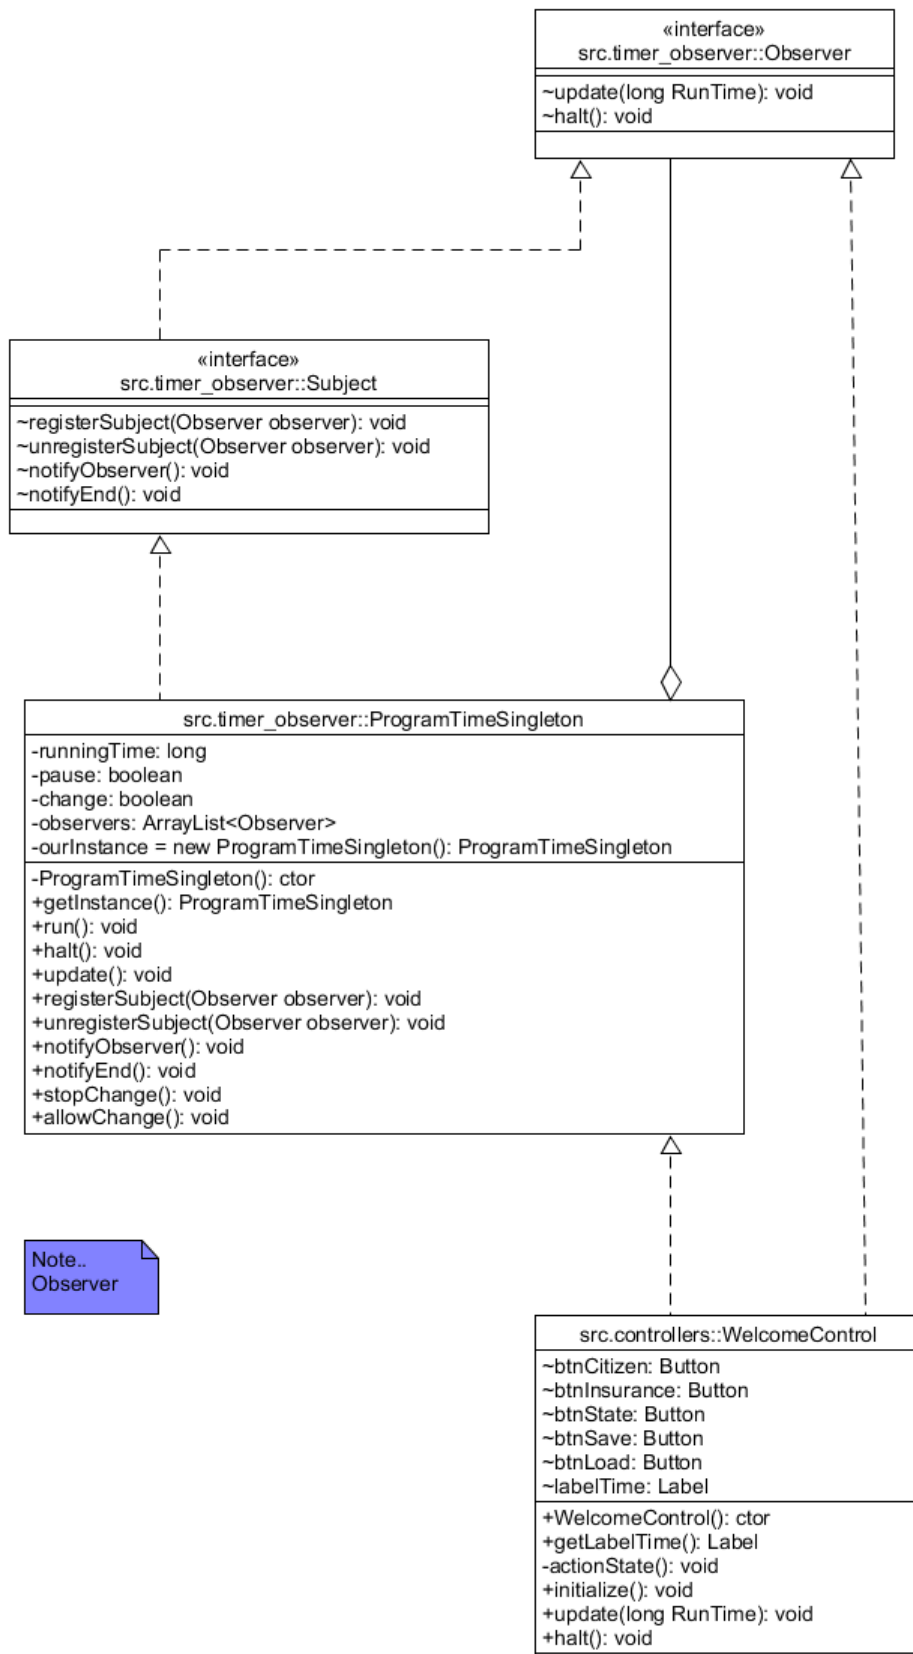 «interface»
src.timer_observer::Observer
~update(long RunTime): void
~halt(): void
«interface»
src.timer_observer::Subject
~registerSubject(Observer observer): void
~unregisterSubject(Observer observer): void
~notifyObserver(): void
~notifyEnd(): void
src.timer_observer::ProgramTimeSingleton
-runningTime: long
-pause: boolean
-change: boolean
-observers: ArrayList<Observer>
-ourInstance = new ProgramTimeSingleton(): ProgramTimeSingleton
-ProgramTimeSingleton(): ctor
+getInstance(): ProgramTimeSingleton
+run(): void
+halt(): void
+update(): void
+registerSubject(Observer observer): void
+unregisterSubject(Observer observer): void
+notifyObserver(): void
+notifyEnd(): void
+stopChange(): void
+allowChange(): void
Note..
Observer
src.controllers::WelcomeControl
~btnCitizen: Button
~btnInsurance: Button
~btnState: Button
~btnSave: Button
~btnLoad: Button
~labelTime: Label
+WelcomeControl(): ctor
+getLabelTime(): Label
-actionState(): void
+initialize(): void
+update(long RunTime): void
+halt(): void